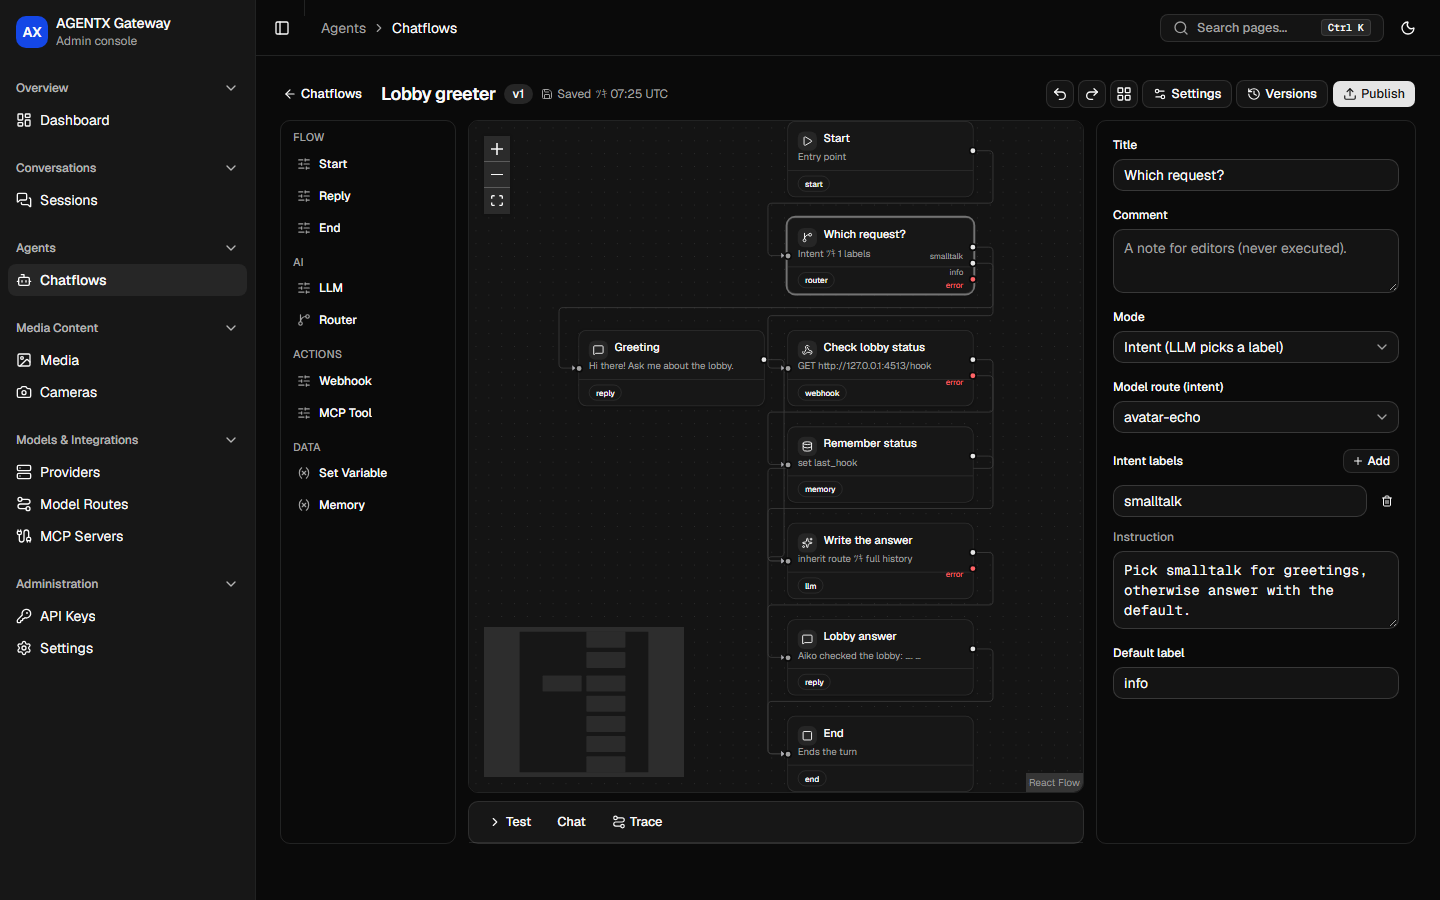 AX
AGENTX Gateway
Admin console
Overview
Dashboard
Conversations
Sessions
Agents
Chatflows
Media Content
Media
Cameras
Models & Integrations
Providers
Model Routes
MCP Servers
Administration
API Keys
Settings
Agents > Chatflows
Search pages...
Ctrl K
← Chatflows
Lobby greeter
v1
Saved ﾂｷ 07:25 UTC
Settings
Versions
Publish
FLOW
Start
Reply
End
AI
LLM
Router
ACTIONS
Webhook
MCP Tool
DATA
Set Variable
Memory
Start
Entry point
start
Which request?
Intent ﾂｷ 1 labels
smalltalk
info
router
error
Greeting
Hi there! Ask me about the lobby.
reply
Check lobby status
GET http://127.0.0.1:4513/hook
error
webhook
Remember status
set last_hook
memory
Write the answer
inherit route ﾂｷ full history
error
llm
Lobby answer
Aiko checked the lobby: __ _
reply
End
Ends the turn
end
React Flow
Test
Chat
Trace
Title
Which request?
Comment
A note for editors (never executed).
Mode
Intent (LLM picks a label)
Model route (intent)
avatar-echo
Intent labels
+ Add
smalltalk
Instruction
Pick smalltalk for greetings,
otherwise answer with the
default.
Default label
info